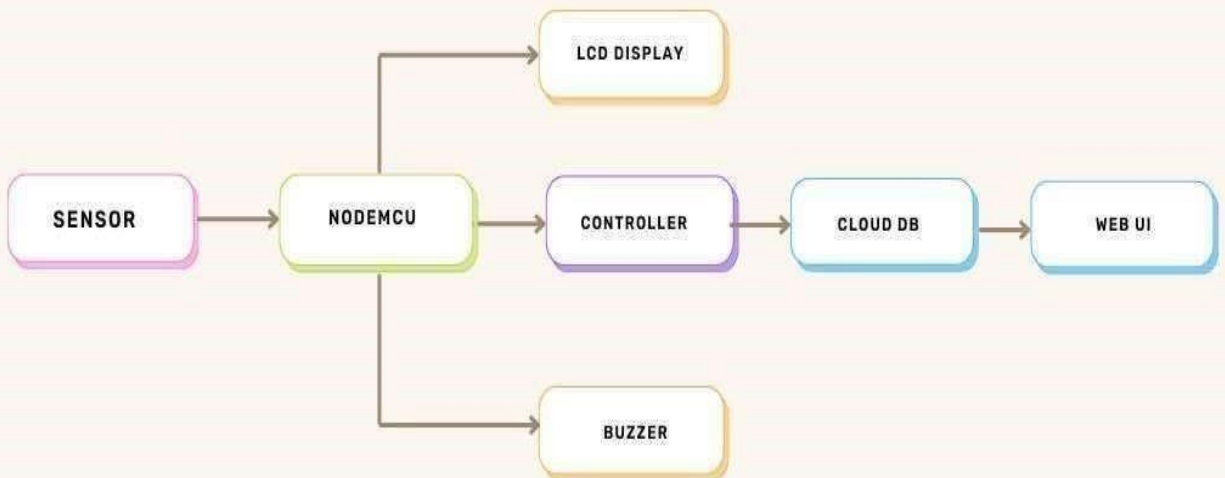 LCD DISPLAY
SENSOR
NODEMCU
CONTROLLER
CLOUD DB
WEB UI
BUZZER